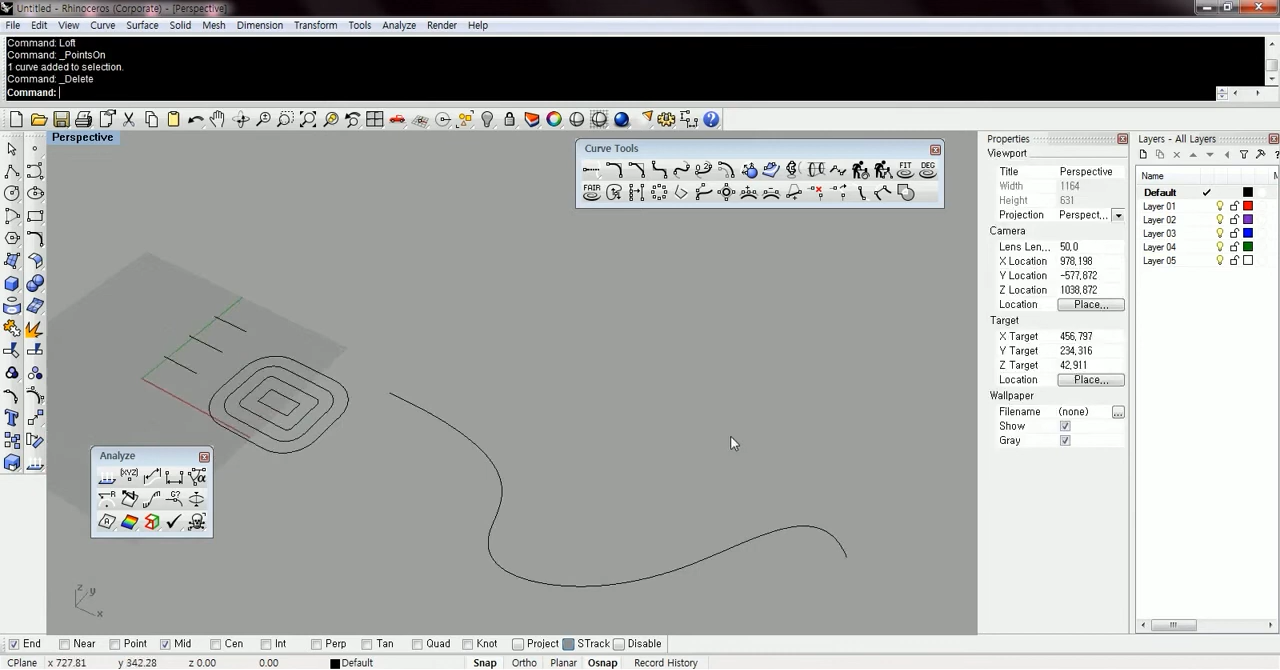 Untitled - Rhinoceros (Corporate) - [Perspective]
File Edit View Curve Surface Solid Mesh Dimension Transform Tools Analyze Render Help
Command: Loft
Command: _PointsOn
1 curve added to selection.
Command: _Delete
Command:
Perspective
Curve Tools
FIT DEG
FAIR
Analyze
z y
x
Properties
Viewport
Title Perspective
Width 1164
Height 631
Projection Perspect...
Camera
Lens Len... 50,0
X Location 978,198
Y Location -577,872
Z Location 1038,872
Location Place...
Target
X Target 456,797
Y Target 234,316
Z Target 42,911
Location Place...
Wallpaper
Filename (none) ...
Show
Gray
Layers - All Layers
Name
Default
Layer 01
Layer 02
Layer 03
Layer 04
Layer 05
End Near Point Mid Cen Int Perp Tan Quad Knot Project STrack Disable
CPlane x 727.81 y 342.28 z 0.00 0.00 Default Snap Ortho Planar Osnap Record History